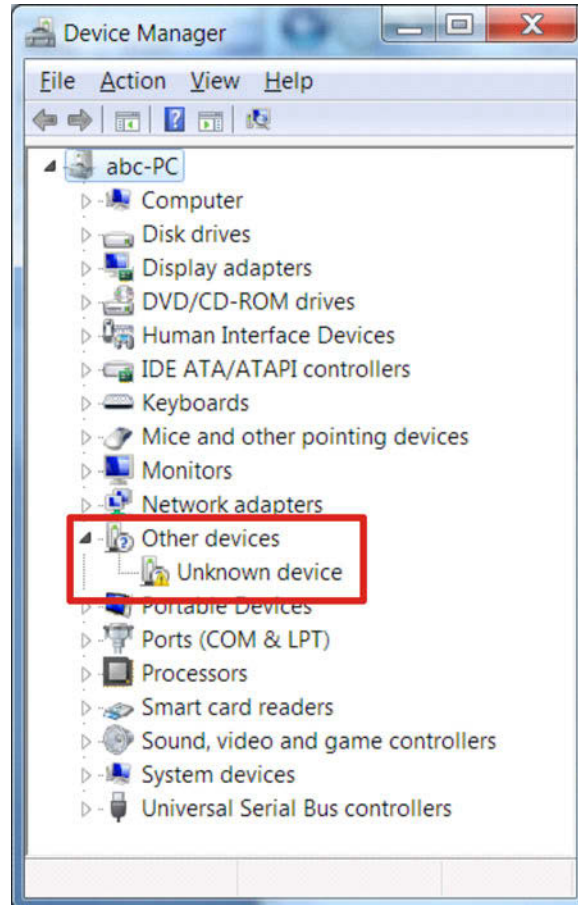 Device Manager
File Action View Help
abc-PC
Computer
Disk drives
Display adapters
DVD/CD-ROM drives
Human Interface Devices
IDE ATA/ATAPI controllers
Keyboards
Mice and other pointing devices
Monitors
Network adapters
Other devices
Unknown device
Portable Devices
Ports (COM & LPT)
Processors
Smart card readers
Sound, video and game controllers
System devices
Universal Serial Bus controllers